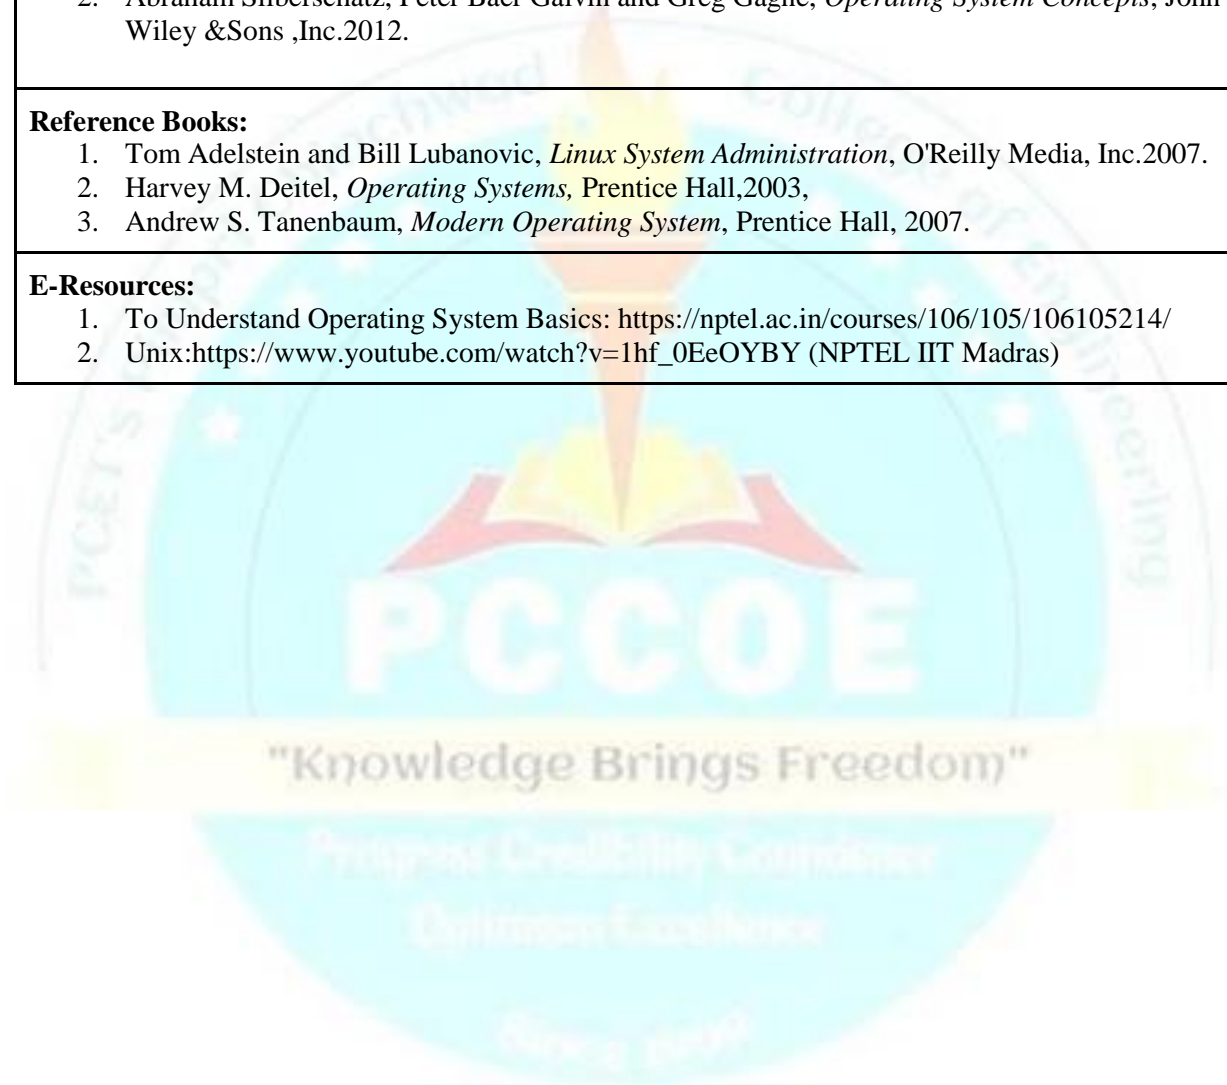 2. Abraham Silberschatz, Peter Baer Galvin and Greg Gagne, Operating System Concepts, John
Wiley &Sons ,Inc.2012.
Reference Books:
1. Tom Adelstein and Bill Lubanovic, Linux System Administration, O'Reilly Media, Inc.2007.
2. Harvey M. Deitel, Operating Systems, Prentice Hall,2003,
3. Andrew S. Tanenbaum, Modern Operating System, Prentice Hall, 2007.
E-Resources:
1. To Understand Operating System Basics: https://nptel.ac.in/courses/106/105/106105214/
2. Unix:https://www.youtube.com/watch?v=1hf_0EeOYBY (NPTEL IIT Madras)
PCET's
College of Engineering
PCCOE
"Knowledge Brings Freedom"